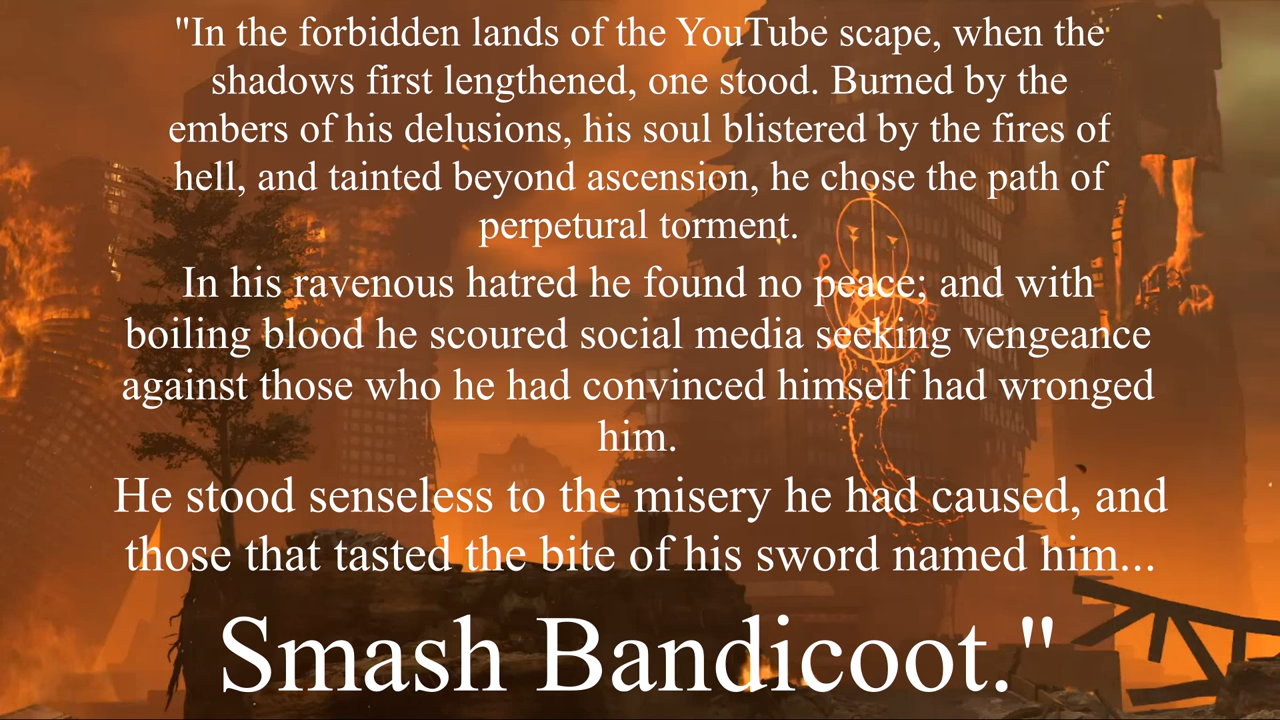 "In the forbidden lands of the YouTube scape, when the
shadows first lengthened, one stood. Burned by the
embers of his delusions, his soul blistered by the fires of
hell, and tainted beyond ascension, he chose the path of
perpetural torment.
In his ravenous hatred he found no peace; and with
boiling blood he scoured social media seeking vengeance
against those who he had convinced himself had wronged
him.
He stood senseless to the misery he had caused, and
those that tasted the bite of his sword named him...
Smash Bandicoot."